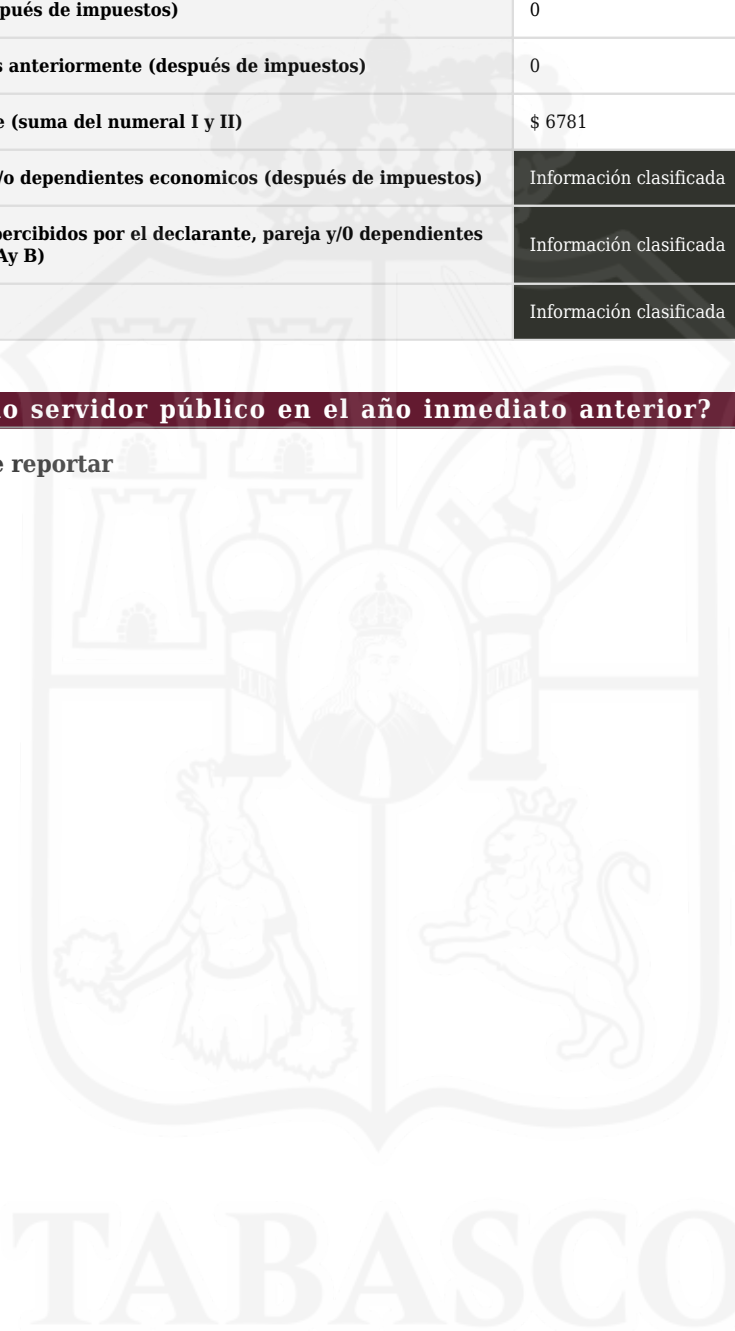 pués de impuestos) 0
s anteriormente (después de impuestos) 0
e (suma del numeral I y II) $ 6781
/o dependientes economicos (después de impuestos) Información clasificada
percibidos por el declarante, pareja y/0 dependientes
Ay B) Información clasificada
Información clasificada
o servidor público en el año inmediato anterior?
e reportar
PLUS ULTRA
TABASCO